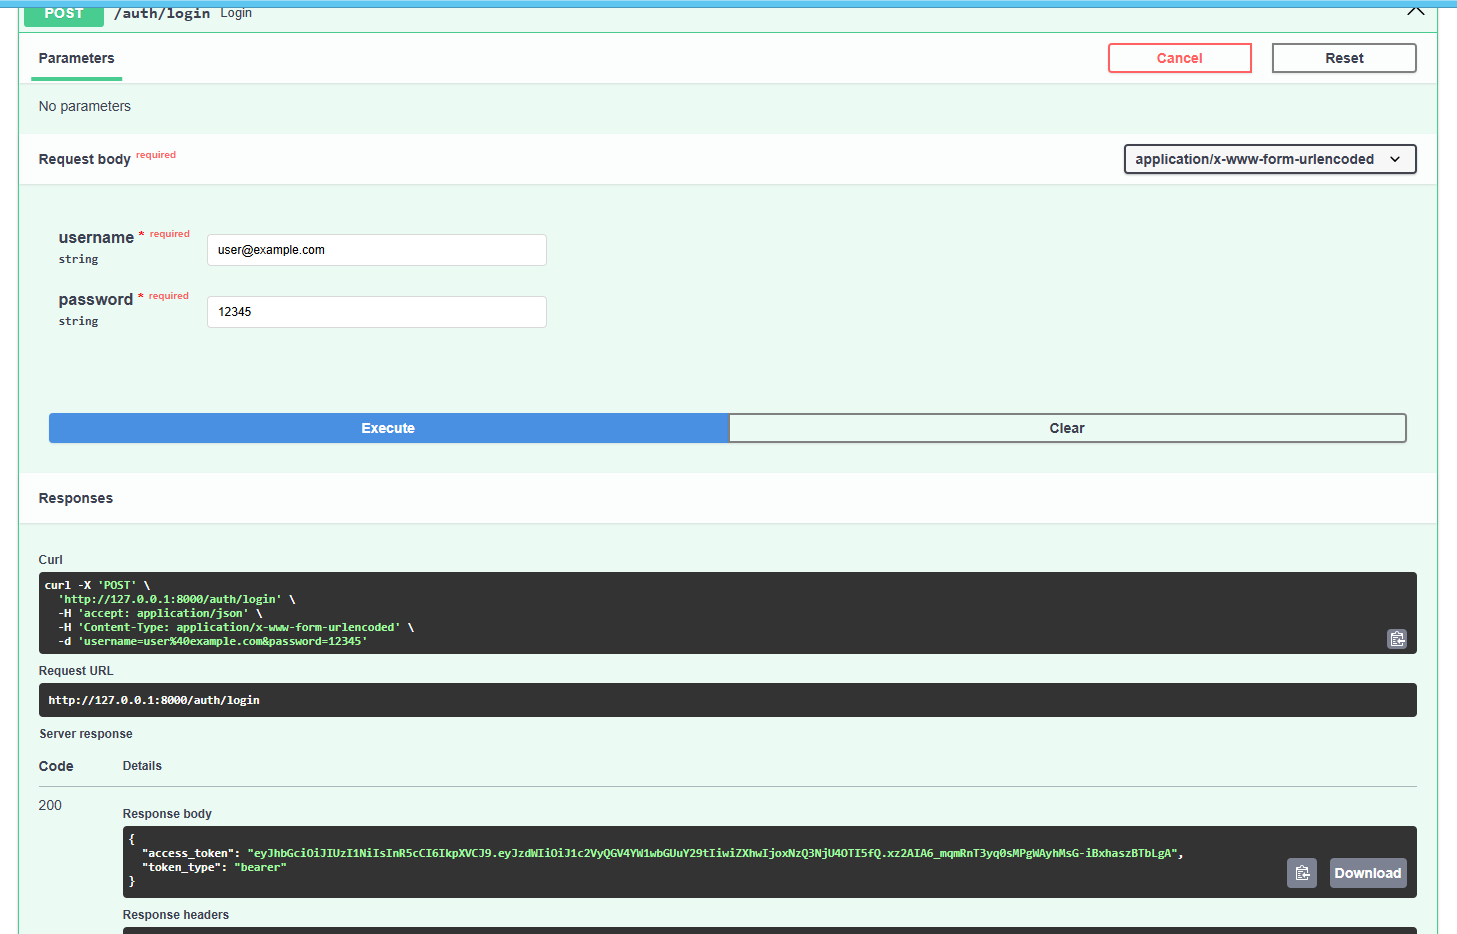 POST /auth/login Login
Parameters
Cancel
Reset
No parameters
Request body required
application/x-www-form-urlencoded
username * required
string
user@example.com
password * required
string
12345
Execute
Clear
Responses
Curl
curl -X 'POST' \
'http://127.0.0.1:8000/auth/login' \
-H 'accept: application/json' \
-H 'Content-Type: application/x-www-form-urlencoded' \
-d 'username=user%40example.com&password=12345'
Request URL
http://127.0.0.1:8000/auth/login
Server response
Code Details
200
Response body
{
"access_token": "eyJhbGciOiJIUzI1NiIsInR5cCI6IkpXVCJ9.eyJzdWIiOiJ1c2VyQGV4YW1wbGUuY29tIiwiZXhwIjoxNzQ3NjU4OTI5fQ.xz2AIA6_mqmRnT3yq0sMPgWAyhMsG-iBxhaszBTbLgA",
"token_type": "bearer"
}
Download
Response headers